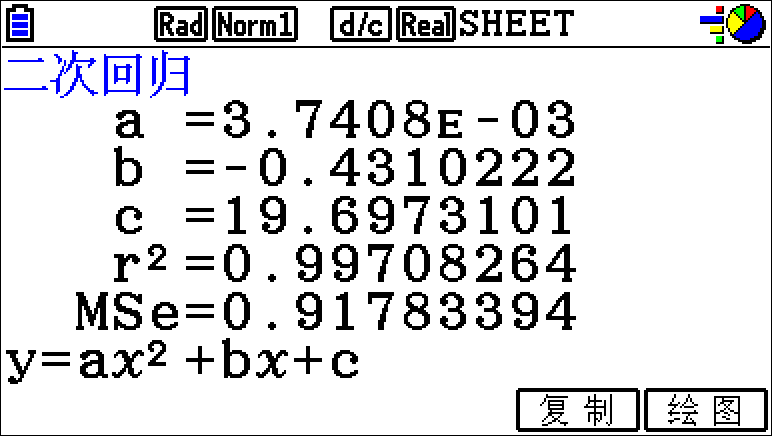 Rad Norm1 d/c Real SHEET
二次回归
a =3.7408E-03
b =-0.4310222
c =19.6973101
r²=0.99708264
MSe=0.91783394
y=ax²+bx+c
复制 绘图